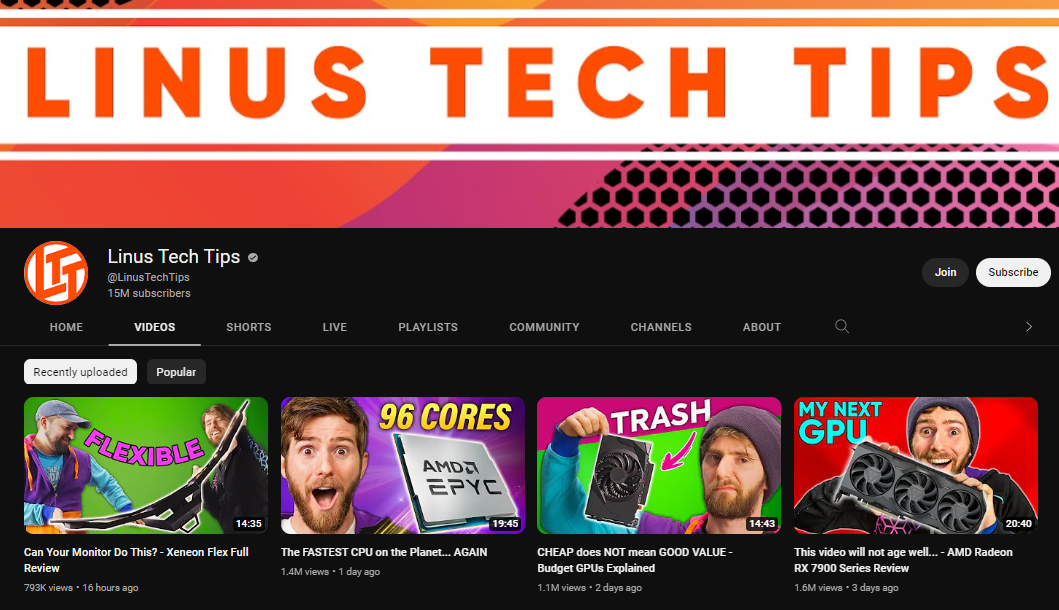 LINUS TECH TIPS
LTT
Linus Tech Tips
@LinusTechTips
15M subscribers
Join
Subscribe
HOME
VIDEOS
SHORTS
LIVE
PLAYLISTS
COMMUNITY
CHANNELS
ABOUT
Recently uploaded
Popular
FLEXIBLE
14:35
Can Your Monitor Do This? - Xeneon Flex Full
Review
793K views • 16 hours ago
96 CORES
AMD
EPYC
19:45
The FASTEST CPU on the Planet... AGAIN
1.4M views • 1 day ago
TRASH
14:43
CHEAP does NOT mean GOOD VALUE -
Budget GPUs Explained
1.1M views • 2 days ago
MY NEXT
GPU
20:40
This video will not age well... - AMD Radeon
RX 7900 Series Review
1.6M views • 3 days ago